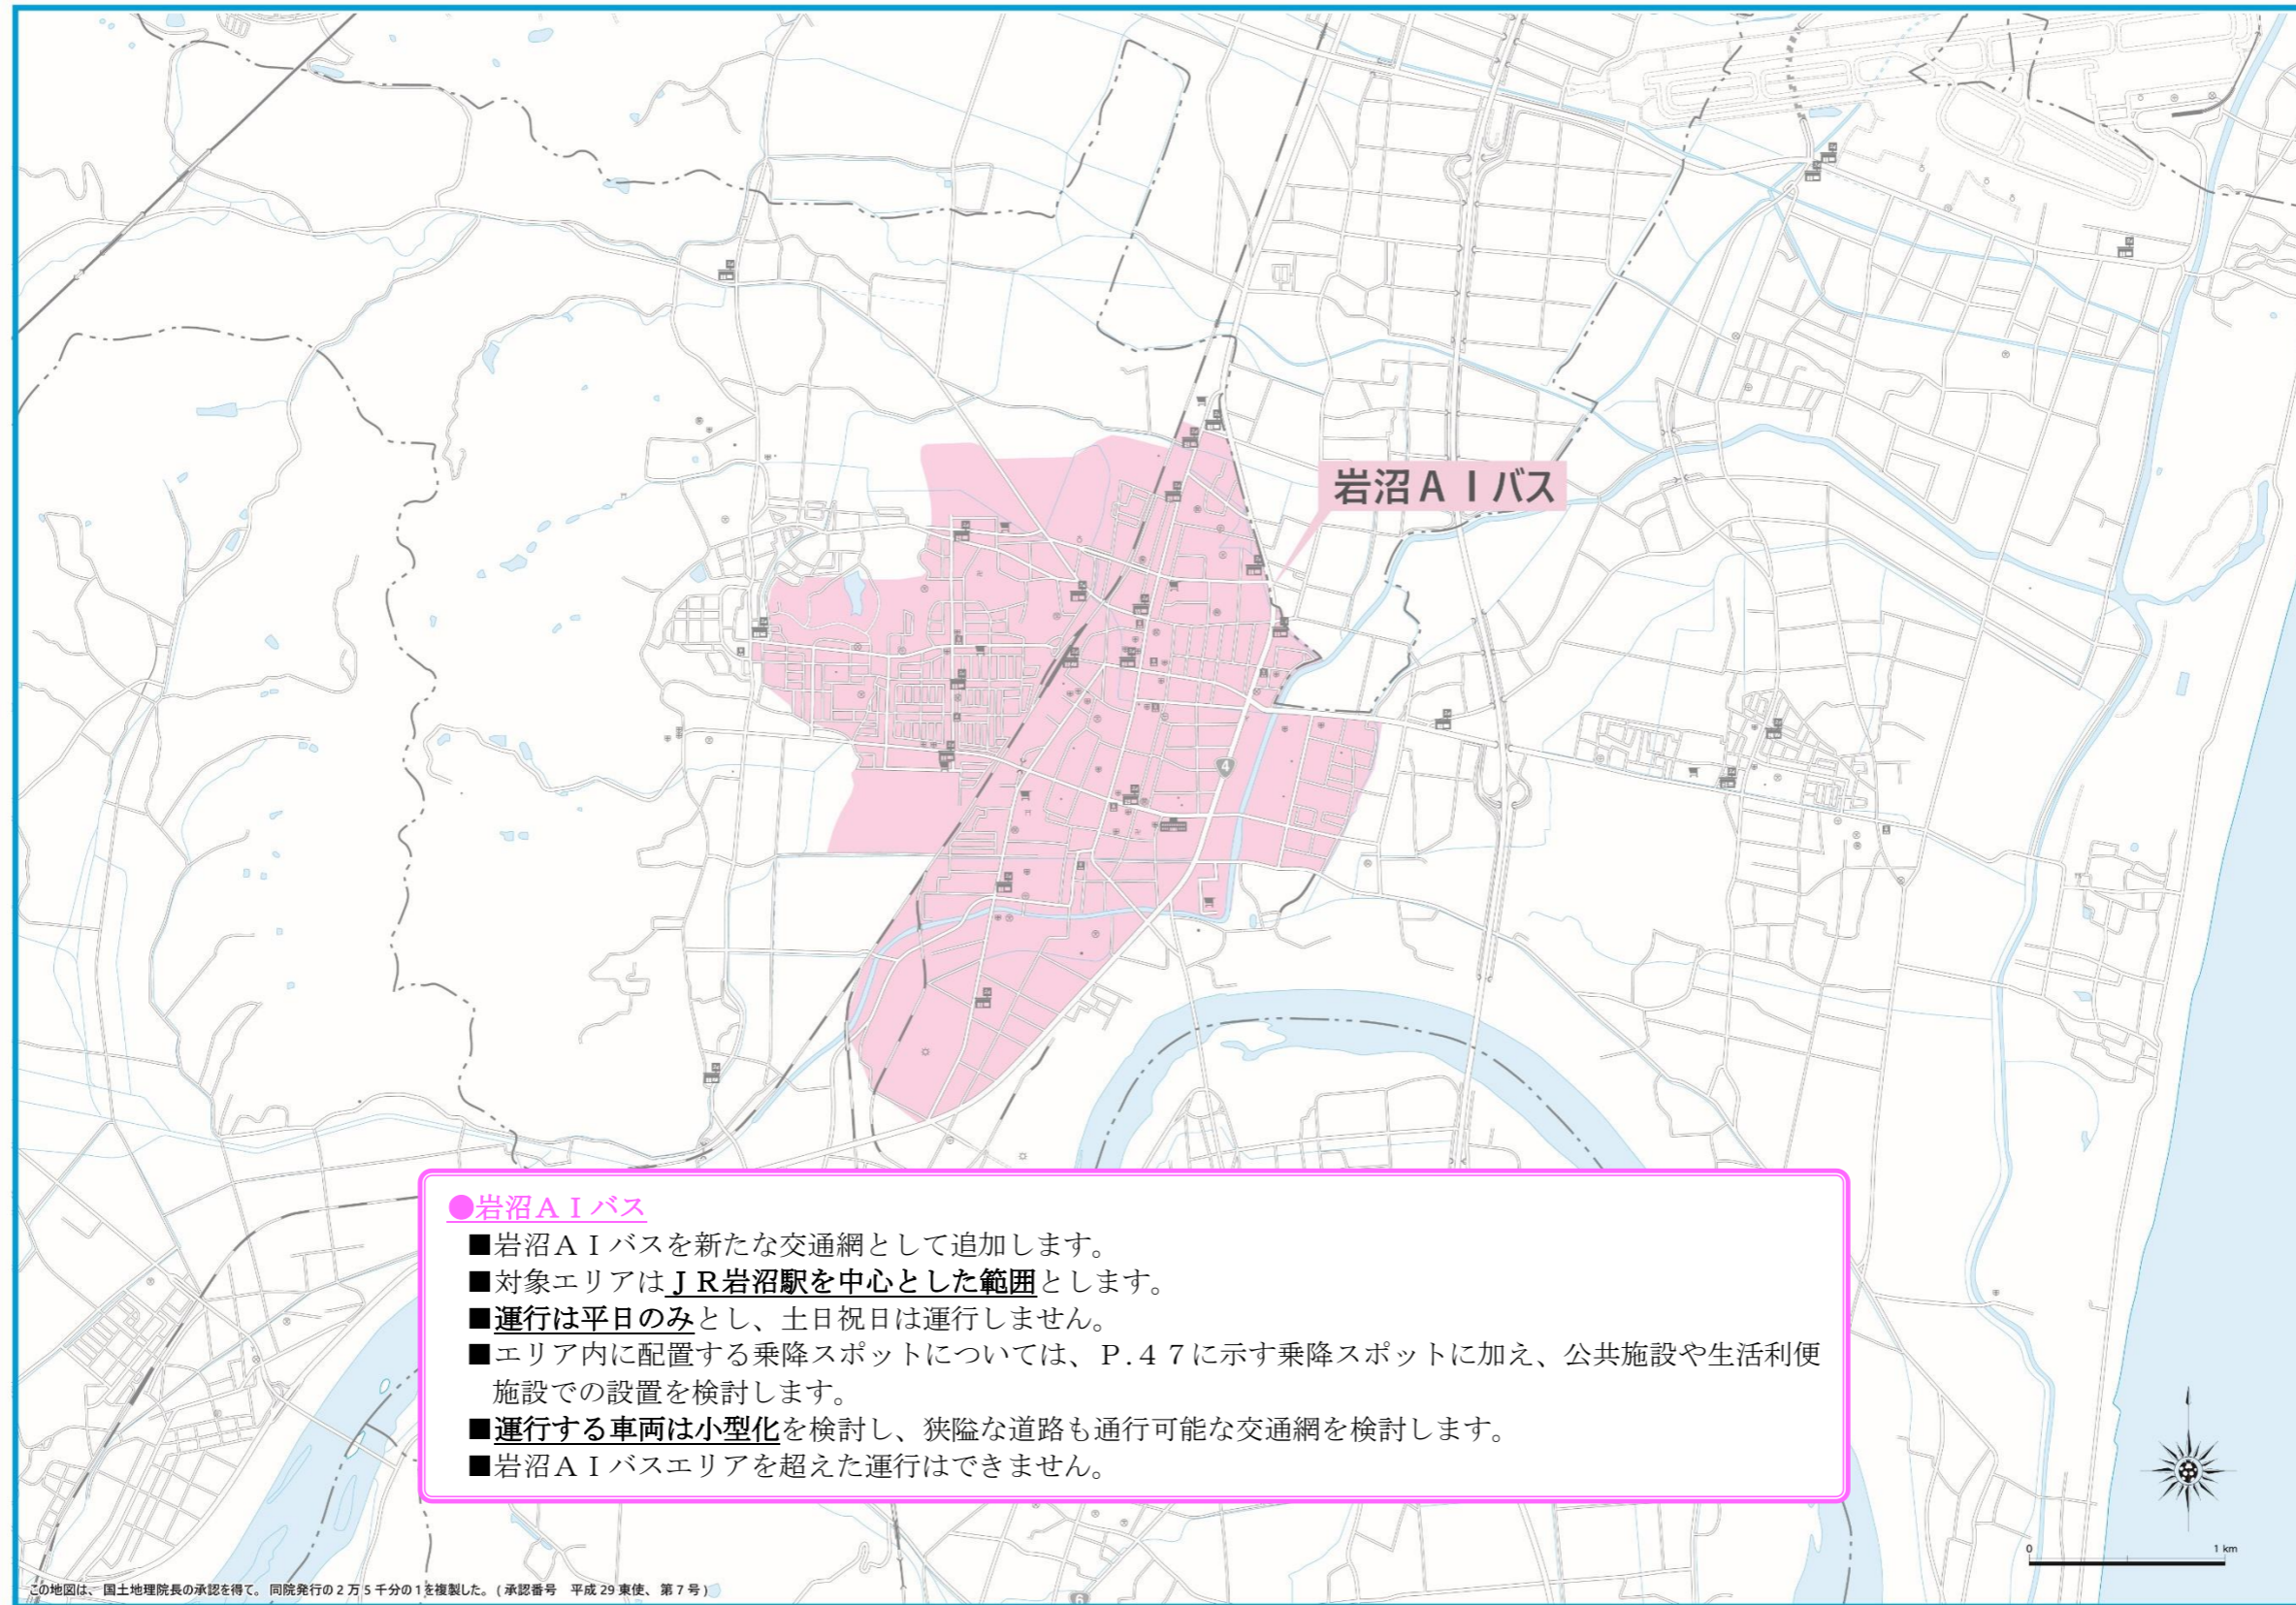 岩沼ＡＩバス
4
●岩沼ＡＩバス
■岩沼ＡＩバスを新たな交通網として追加します。
■対象エリアはＪＲ岩沼駅を中心とした範囲とします。
■運行は平日のみとし、土日祝日は運行しません。
■エリア内に配置する乗降スポットについては、Ｐ.４７に示す乗降スポットに加え、公共施設や生活利便
施設での設置を検討します。
■運行する車両は小型化を検討し、狭隘な道路も通行可能な交通網を検討します。
■岩沼ＡＩバスエリアを超えた運行はできません。
0 1 km
この地図は、国土地理院長の承認を得て。同院発行の２万５千分の１を複製した。(承認番号　平成 29 東使、第７号)
6